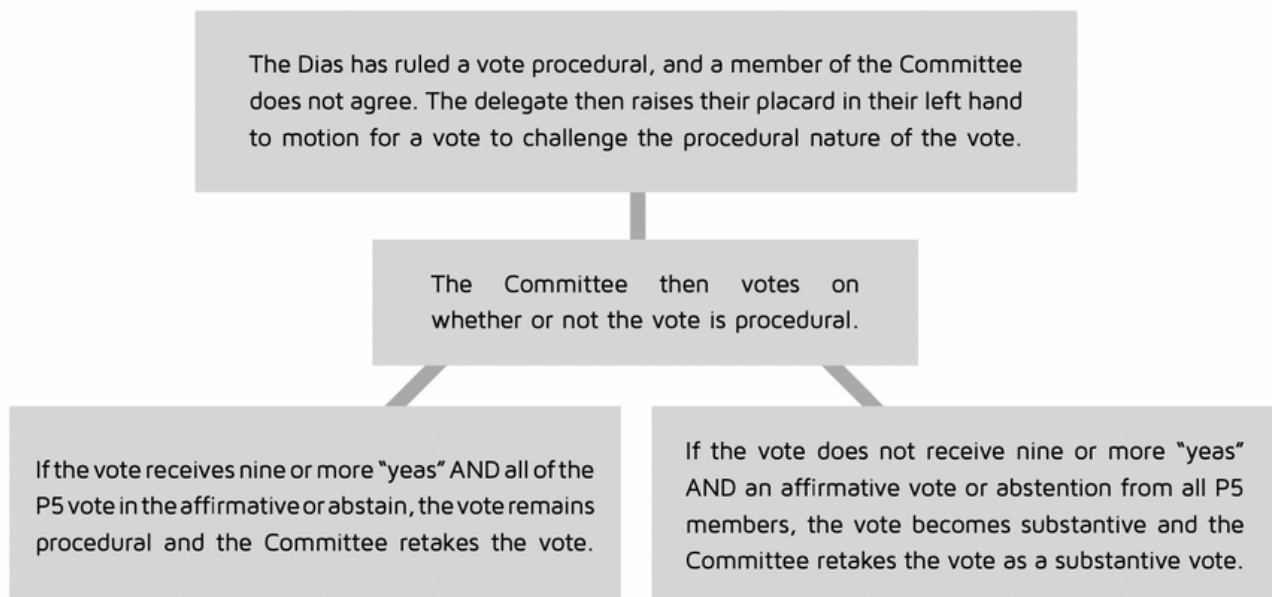 The Dias has ruled a vote procedural, and a member of the Committee
does not agree. The delegate then raises their placard in their left hand
to motion for a vote to challenge the procedural nature of the vote.
The Committee then votes on
whether or not the vote is procedural.
If the vote receives nine or more “yeas” AND all of the
P5 vote in the affirmative or abstain, the vote remains
procedural and the Committee retakes the vote.
If the vote does not receive nine or more “yeas”
AND an affirmative vote or abstention from all P5
members, the vote becomes substantive and the
Committee retakes the vote as a substantive vote.